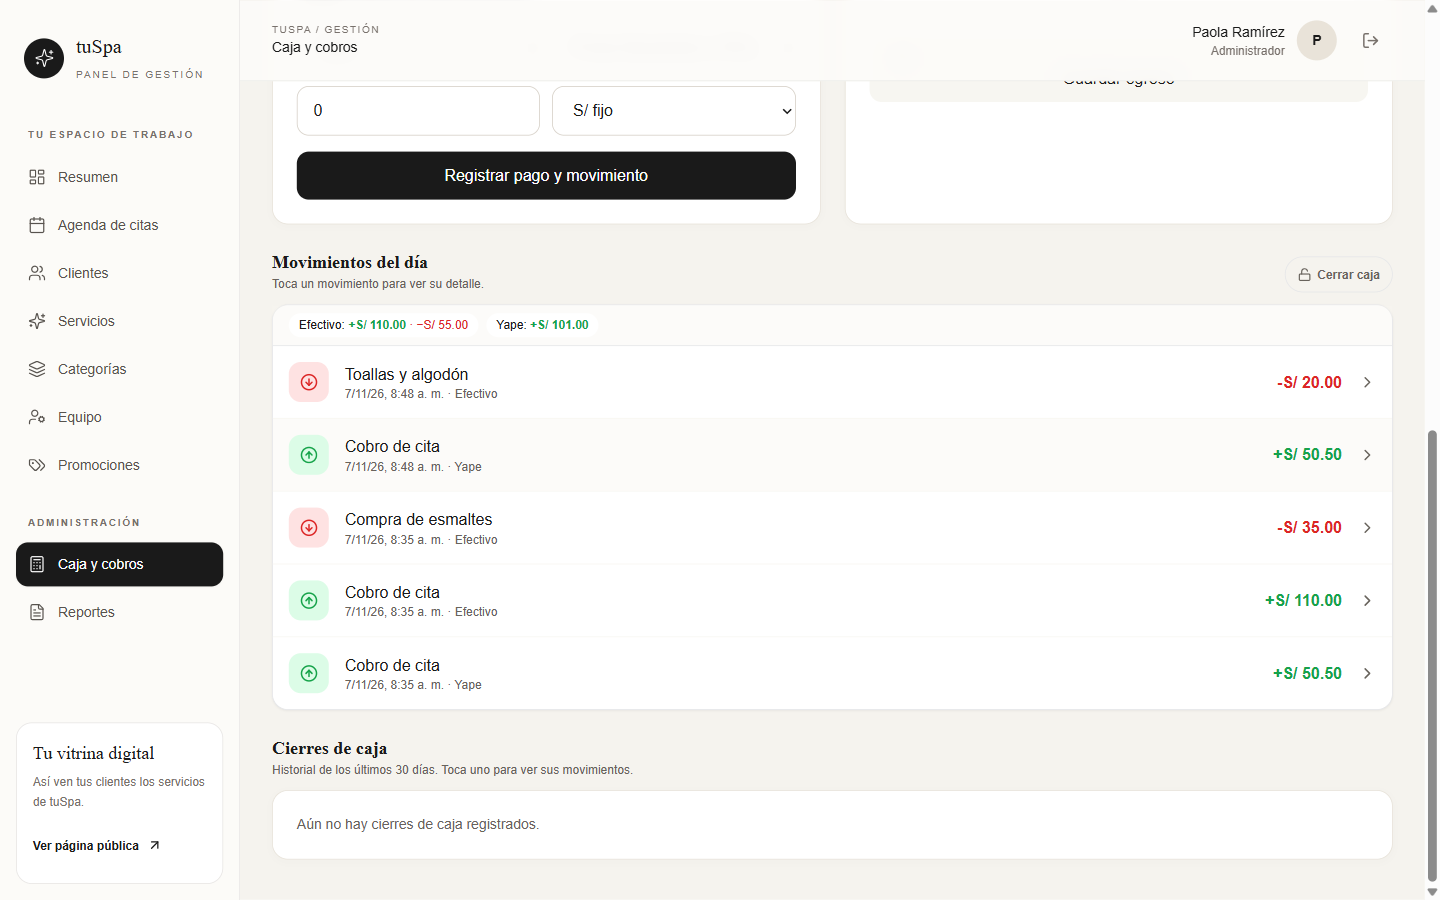 tuSpa
PANEL DE GESTIÓN
TU ESPACIO DE TRABAJO
Resumen
Agenda de citas
Clientes
Servicios
Categorías
Equipo
Promociones
ADMINISTRACIÓN
Caja y cobros
Reportes
Tu vitrina digital
Así ven tus clientes los servicios
de tuSpa.
Ver página pública
TUSPA / GESTIÓN
Caja y cobros
Paola Ramírez
Administrador
P
0
S/ fijo
Registrar pago y movimiento
Guardar egreso
Movimientos del día
Toca un movimiento para ver su detalle.
Cerrar caja
Efectivo: +S/ 110.00 · −S/ 55.00
Yape: +S/ 101.00
Toallas y algodón
7/11/26, 8:48 a. m. · Efectivo
-S/ 20.00
Cobro de cita
7/11/26, 8:48 a. m. · Yape
+S/ 50.50
Compra de esmaltes
7/11/26, 8:35 a. m. · Efectivo
-S/ 35.00
Cobro de cita
7/11/26, 8:35 a. m. · Efectivo
+S/ 110.00
Cobro de cita
7/11/26, 8:35 a. m. · Yape
+S/ 50.50
Cierres de caja
Historial de los últimos 30 días. Toca uno para ver sus movimientos.
Aún no hay cierres de caja registrados.